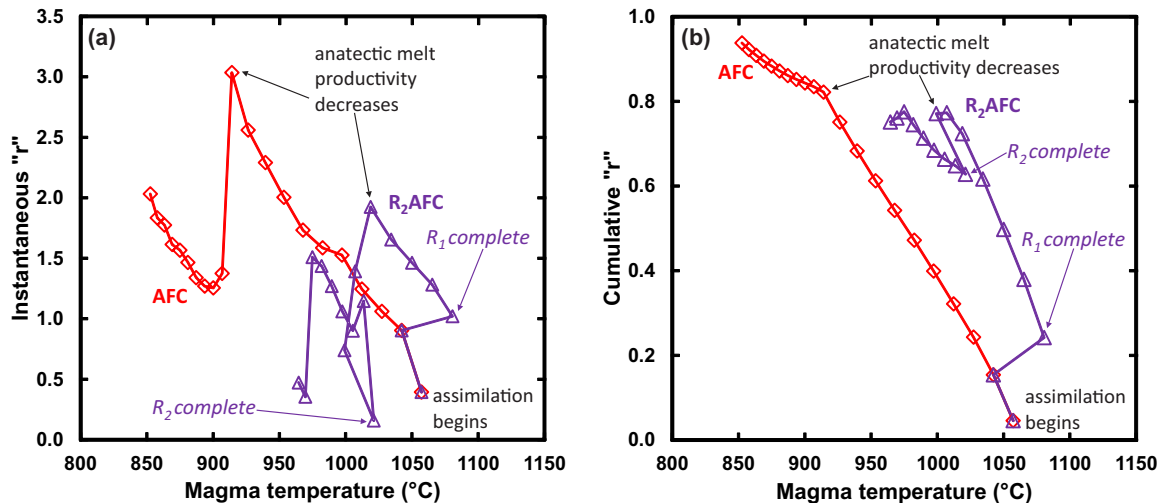 (a)
3.5
3.0
2.5
2.0
1.5
1.0
0.5
0.0
Instantaneous "r"
anatectic melt
productivity
decreases
R₂AFC
R₁ complete
AFC
R₂ complete
assimilation
begins
800 850 900 950 1000 1050 1100 1150
Magma temperature (°C)
(b)
1.0
0.8
0.6
0.4
0.2
0.0
Cumulative "r"
anatectic melt
productivity decreases
AFC
R₂AFC
R₂ complete
R₁ complete
assimilation
begins
800 850 900 950 1000 1050 1100 1150
Magma temperature (°C)